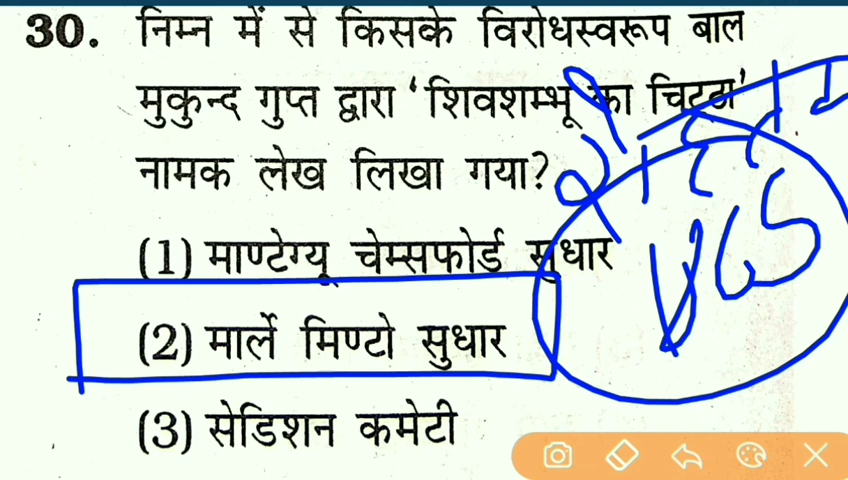 30. निम्न में से किसके विरोधस्वरूप बाल
मुकुन्द गुप्त द्वारा 'शिवशम्भू का चिट्ठा'
नामक लेख लिखा गया?
(1) माण्टेग्यू चेम्सफोर्ड सुधार
(2) मार्ले मिण्टो सुधार
(3) सेडिशन कमेटी